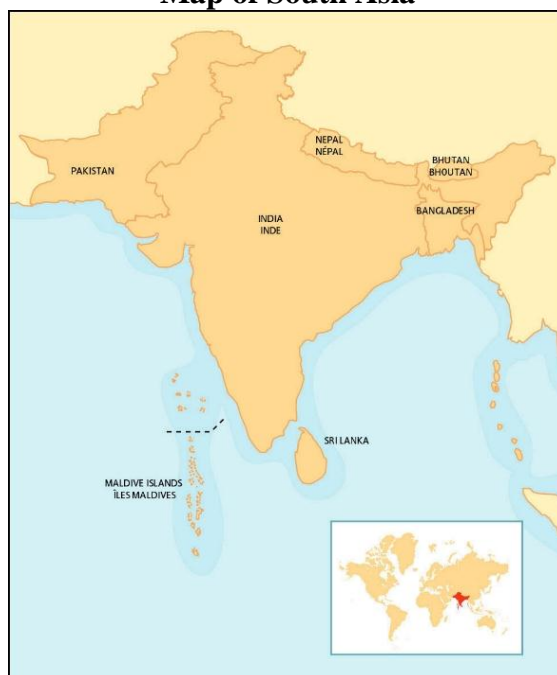 Map of South Asia
NEPAL
NÉPAL
BHUTAN
BHOUTAN
PAKISTAN
BANGLADESH
INDIA
INDE
SRI LANKA
MALDIVE ISLANDS
ÎLES MALDIVES